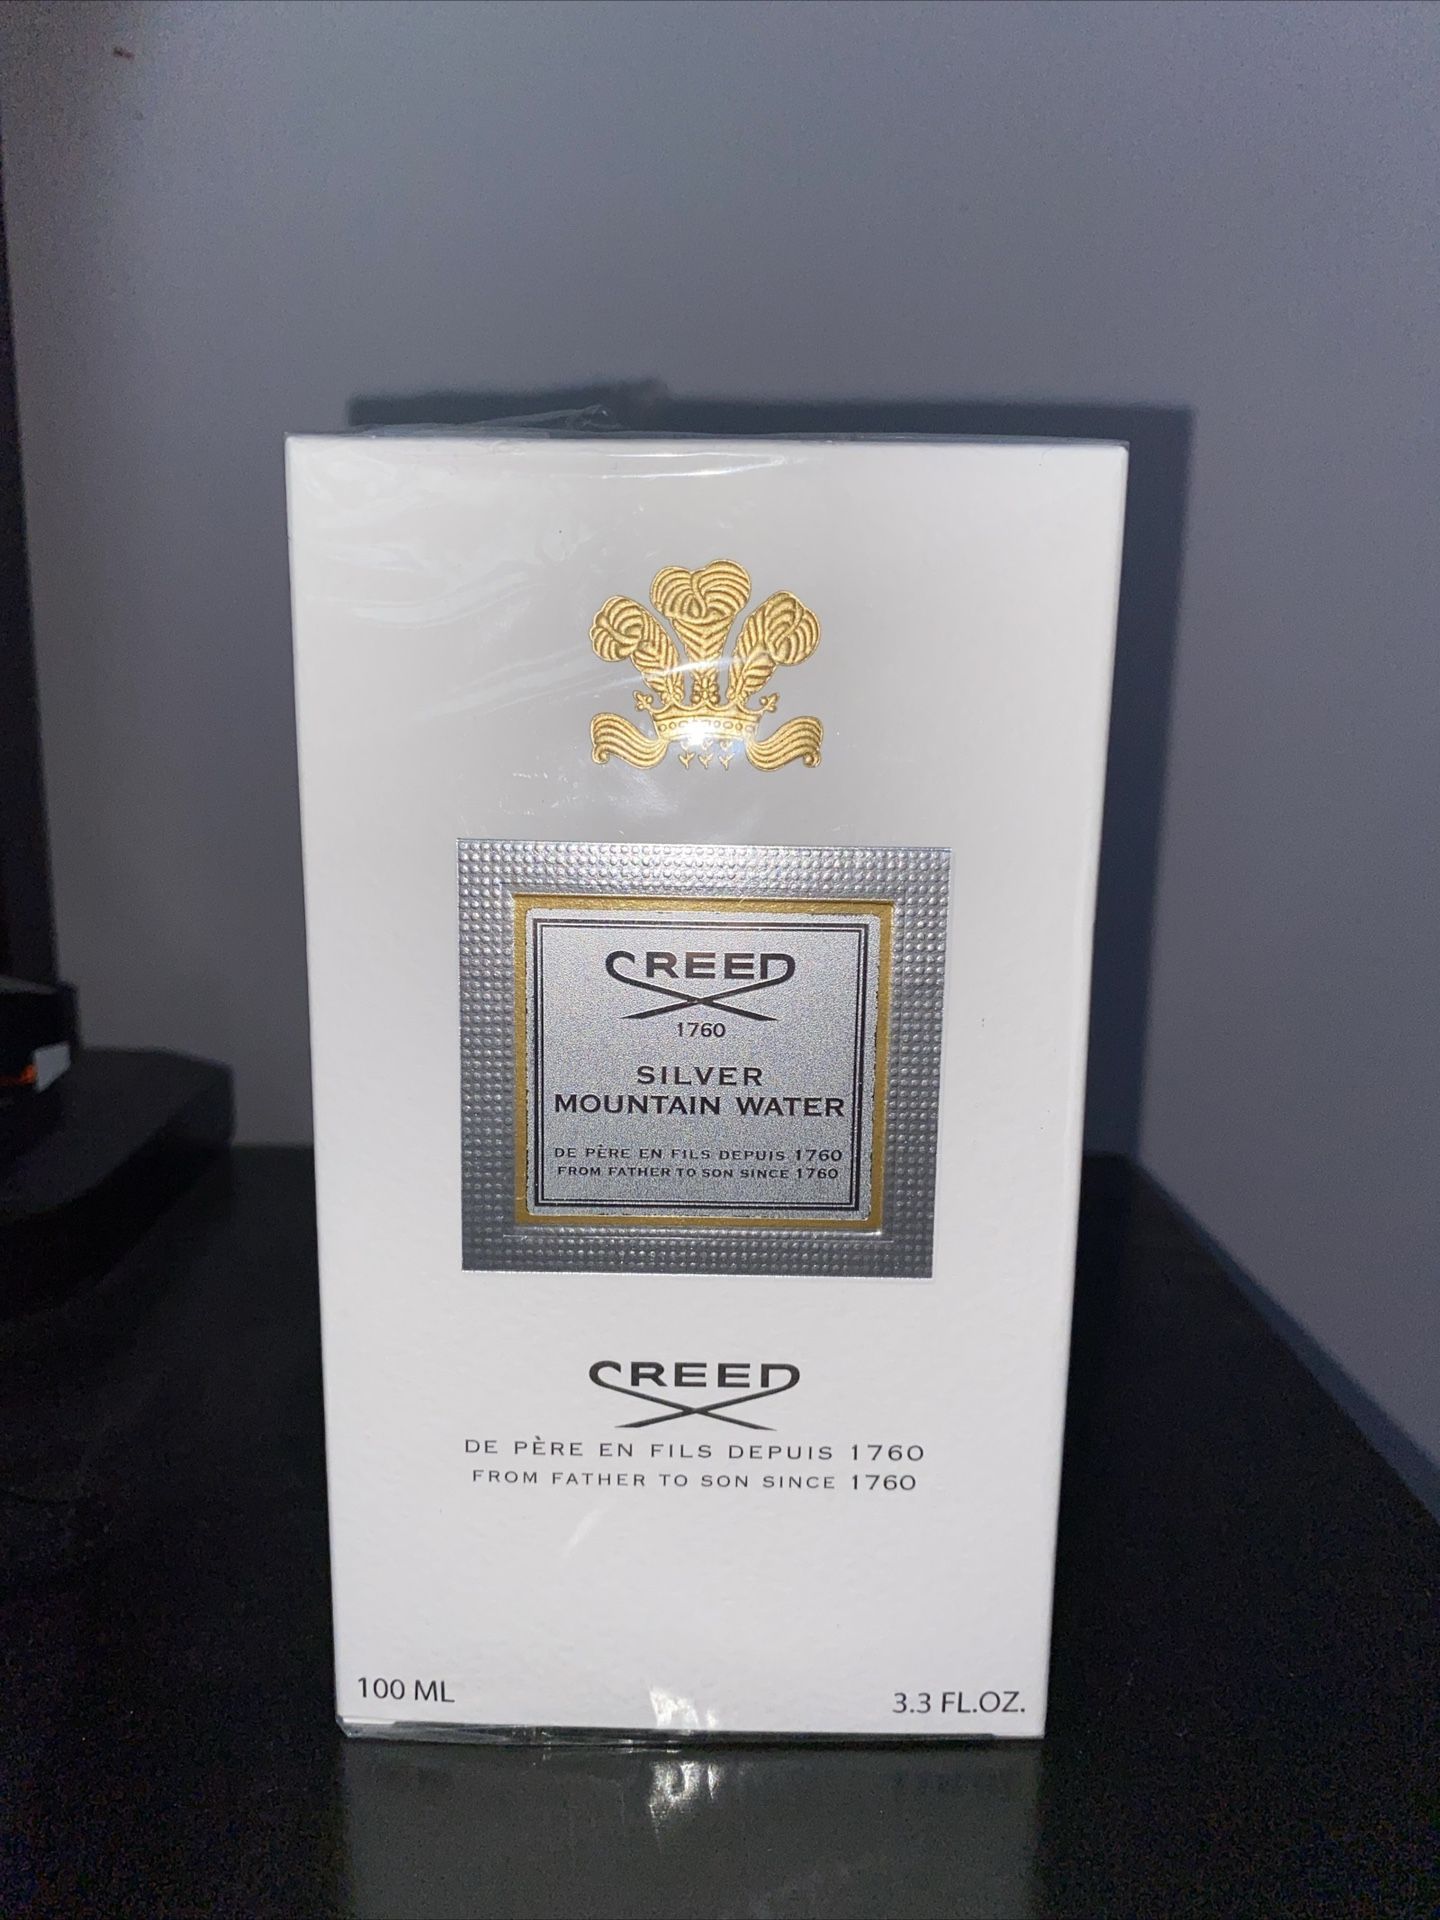 CREED
1760
SILVER
MOUNTAIN WATER
DE PÈRE EN FILS DEPUIS 1760
FROM FATHER TO SON SINCE 1760
CREED
DE PÈRE EN FILS DEPUIS 1760
FROM FATHER TO SON SINCE 1760
100 ML
3.3 FL.OZ.